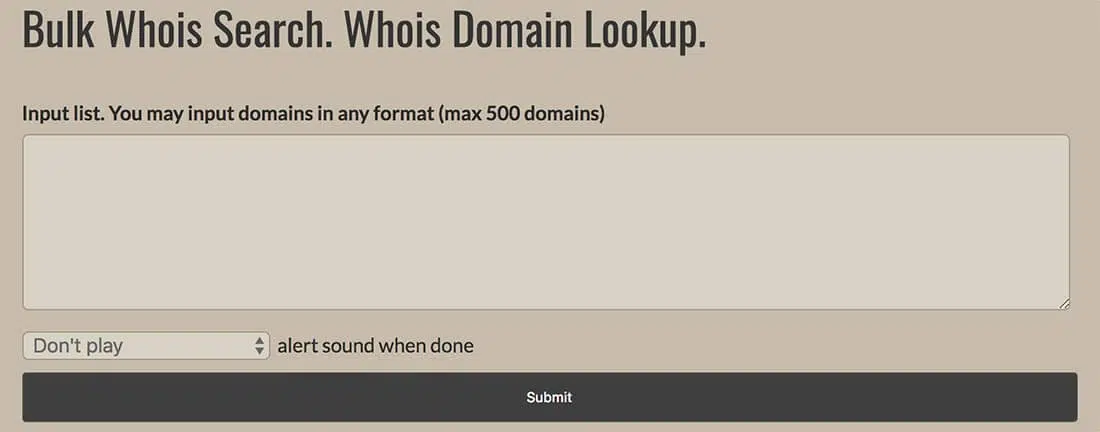 Bulk Whois Search. Whois Domain Lookup.
Input list. You may input domains in any format (max 500 domains)
Don't play alert sound when done
Submit